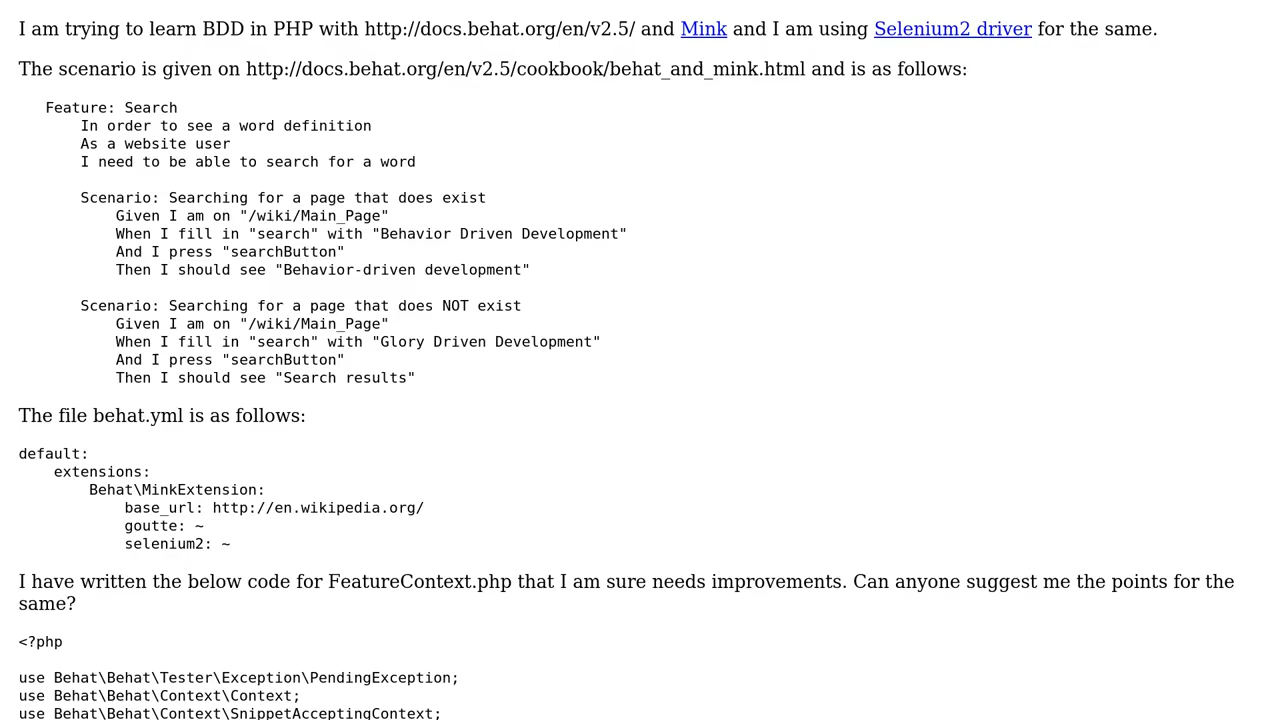 I am trying to learn BDD in PHP with http://docs.behat.org/en/v2.5/ and Mink and I am using Selenium2 driver for the same.
The scenario is given on http://docs.behat.org/en/v2.5/cookbook/behat_and_mink.html and is as follows:
Feature: Search
In order to see a word definition
As a website user
I need to be able to search for a word
Scenario: Searching for a page that does exist
Given I am on "/wiki/Main_Page"
When I fill in "search" with "Behavior Driven Development"
And I press "searchButton"
Then I should see "Behavior-driven development"
Scenario: Searching for a page that does NOT exist
Given I am on "/wiki/Main_Page"
When I fill in "search" with "Glory Driven Development"
And I press "searchButton"
Then I should see "Search results"
The file behat.yml is as follows:
default:
extensions:
Behat\MinkExtension:
base_url: http://en.wikipedia.org/
goutte: ~
selenium2: ~
I have written the below code for FeatureContext.php that I am sure needs improvements. Can anyone suggest me the points for the
same?
<?php
use Behat\Behat\Tester\Exception\PendingException;
use Behat\Behat\Context\Context;
use Behat\Behat\Context\SnippetAcceptingContext;